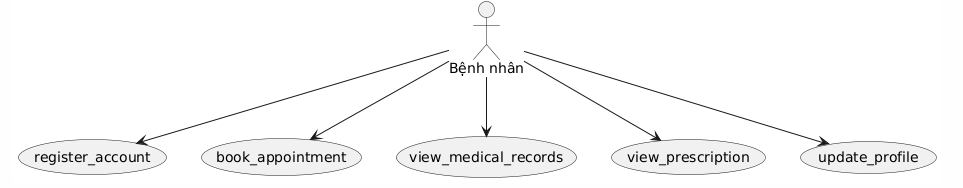 Bệnh nhân
register_account
book_appointment
view_medical_records
view_prescription
update_profile